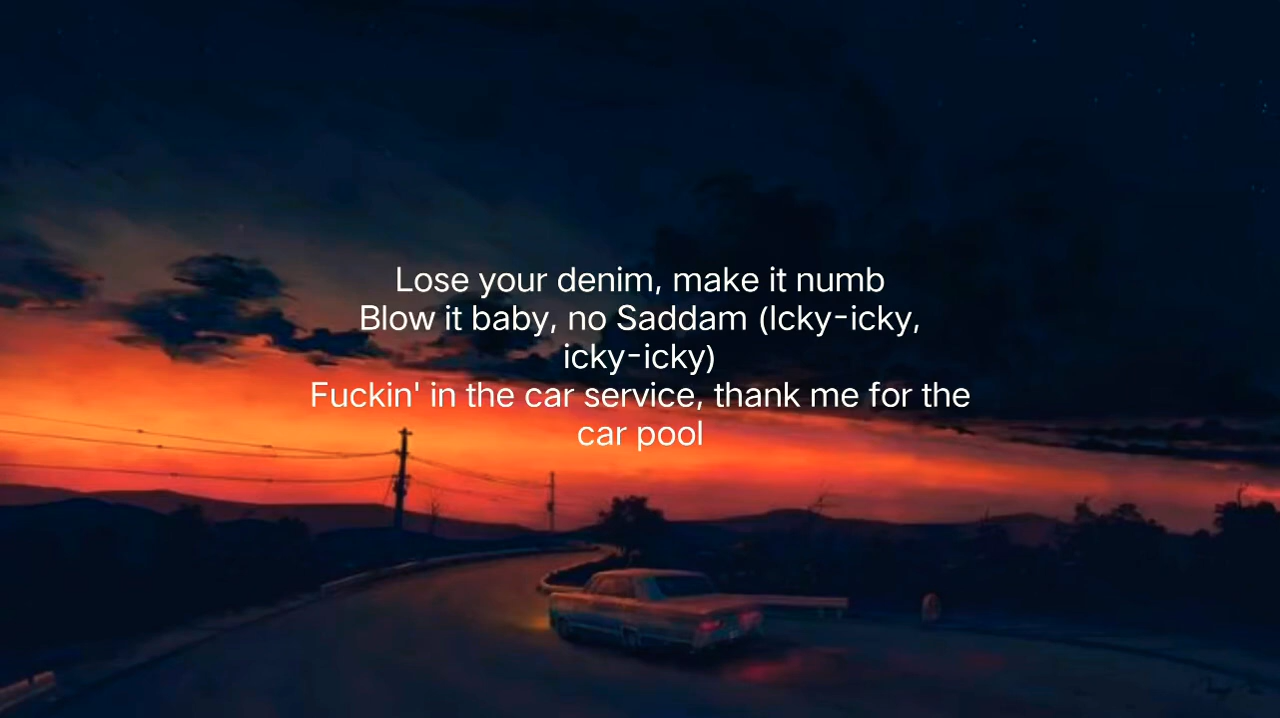 Lose your denim, make it numb
Blow it baby, no Saddam (Icky-icky,
icky-icky)
Fuckin' in the car service, thank me for the
car pool